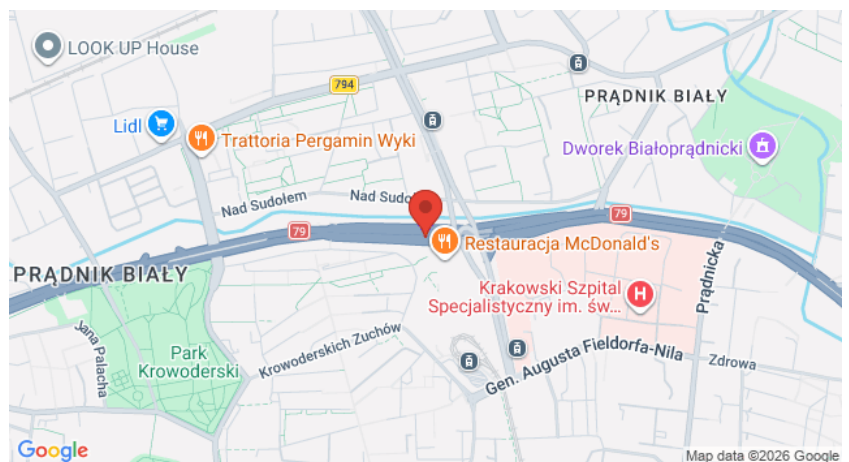 LOOK UP House
794
PRĄDNIK BIAŁY
Lidl
Trattoria Pergamin Wyki
Dworek Białoprądnicki
Nad Sudołem
Nad Sudołem
79
79
Restauracja McDonald's
PRĄDNIK BIAŁY
Krakowski Szpital
Specjalistyczny im. św...
H
Prądnicka
Jana Palacha
Park
Krowoderski
Krowoderskich Zuchów
Gen. Augusta Fieldorfa-Nila
Zdrowa
Google
Map data ©2026 Google